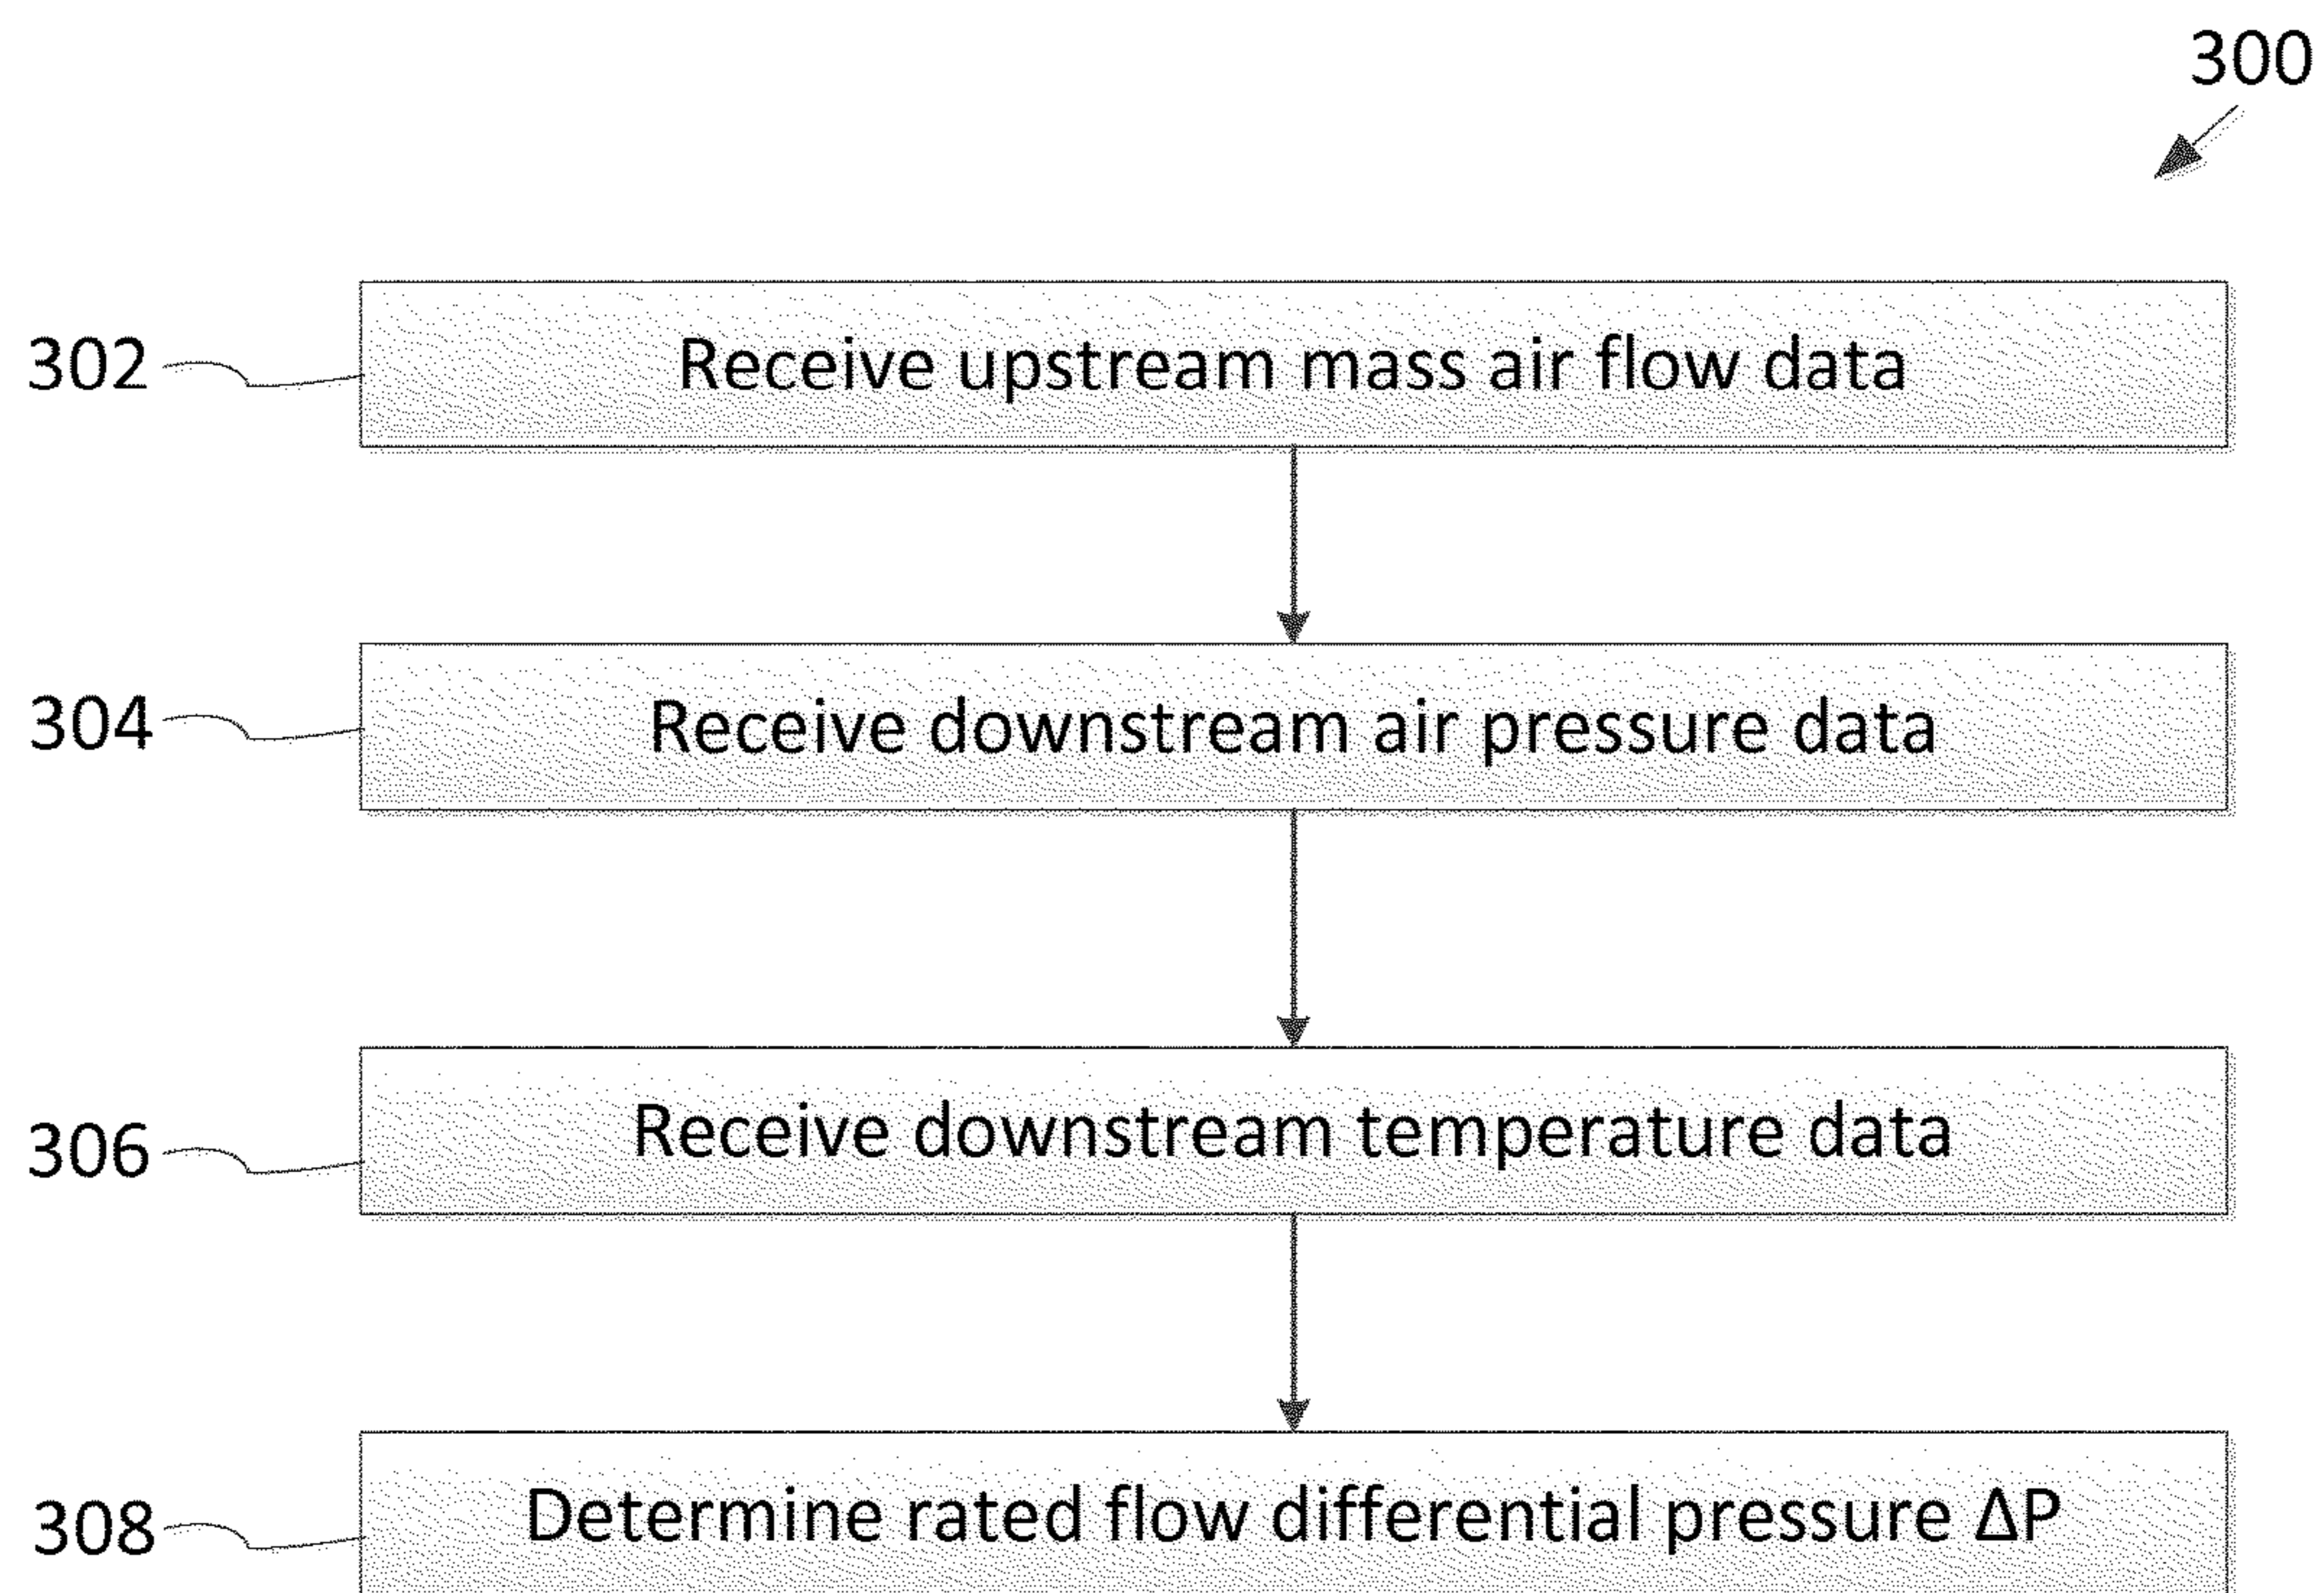 300
302 Receive upstream mass air flow data
304 Receive downstream air pressure data
306 Receive downstream temperature data
308 Determine rated flow differential pressure ΔP